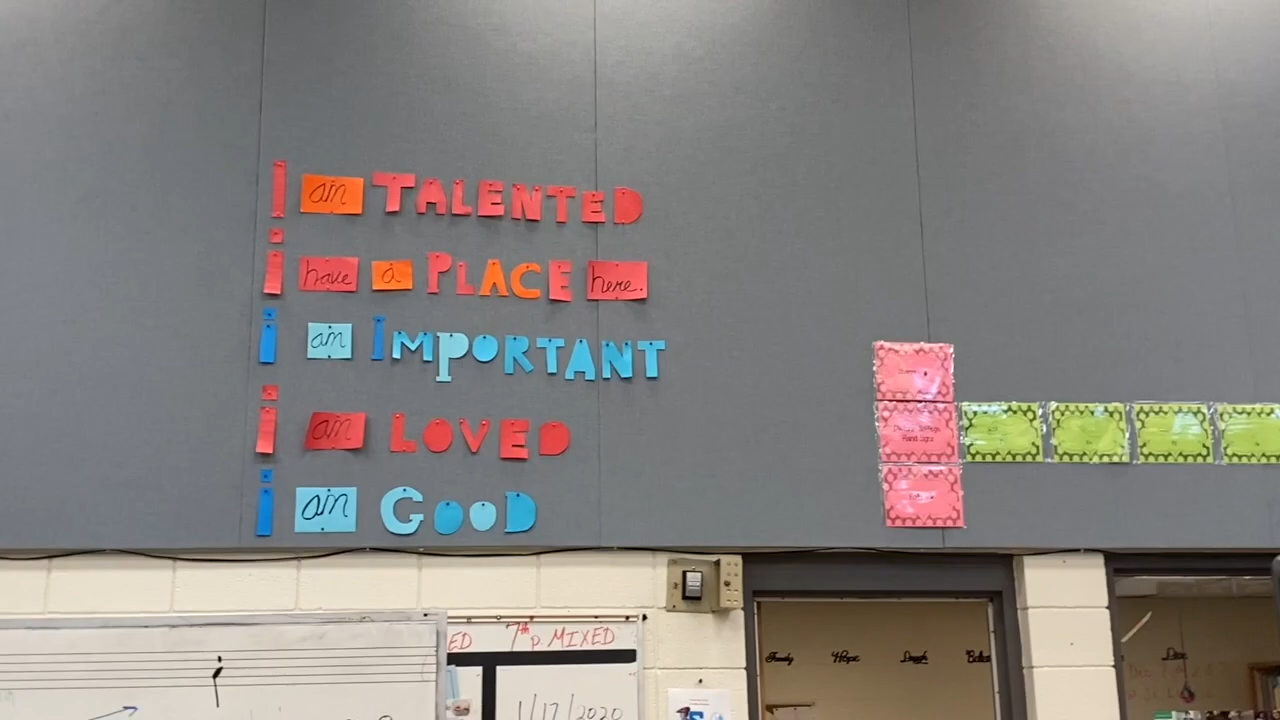 I am TALENTED
i have a PLACE here.
i am IMPORTANT
i am LOVED
i am GOOD
ED 7th p. MIXED
1/17/2020
Family Hope Laugh